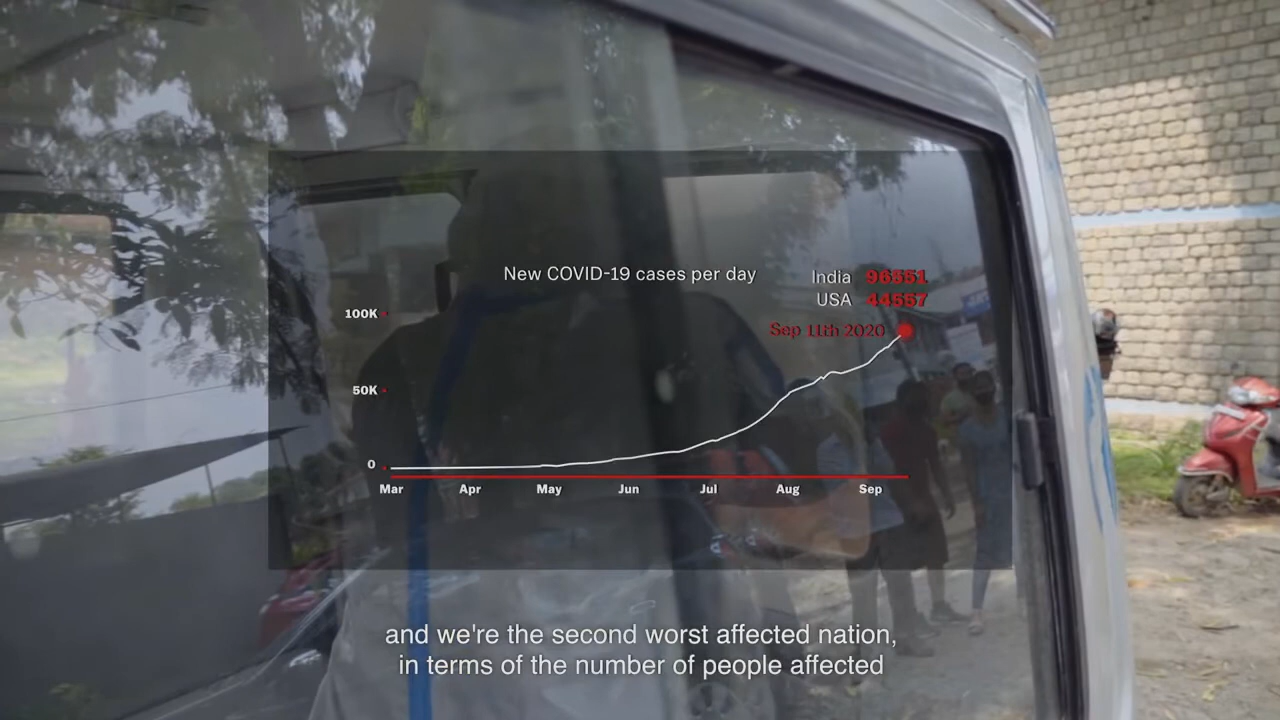 New COVID-19 cases per day
India 96551
USA 44557
Sep 11th 2020
100K
50K
0
Mar Apr May Jun Jul Aug Sep
and we're the second worst affected nation,
in terms of the number of people affected